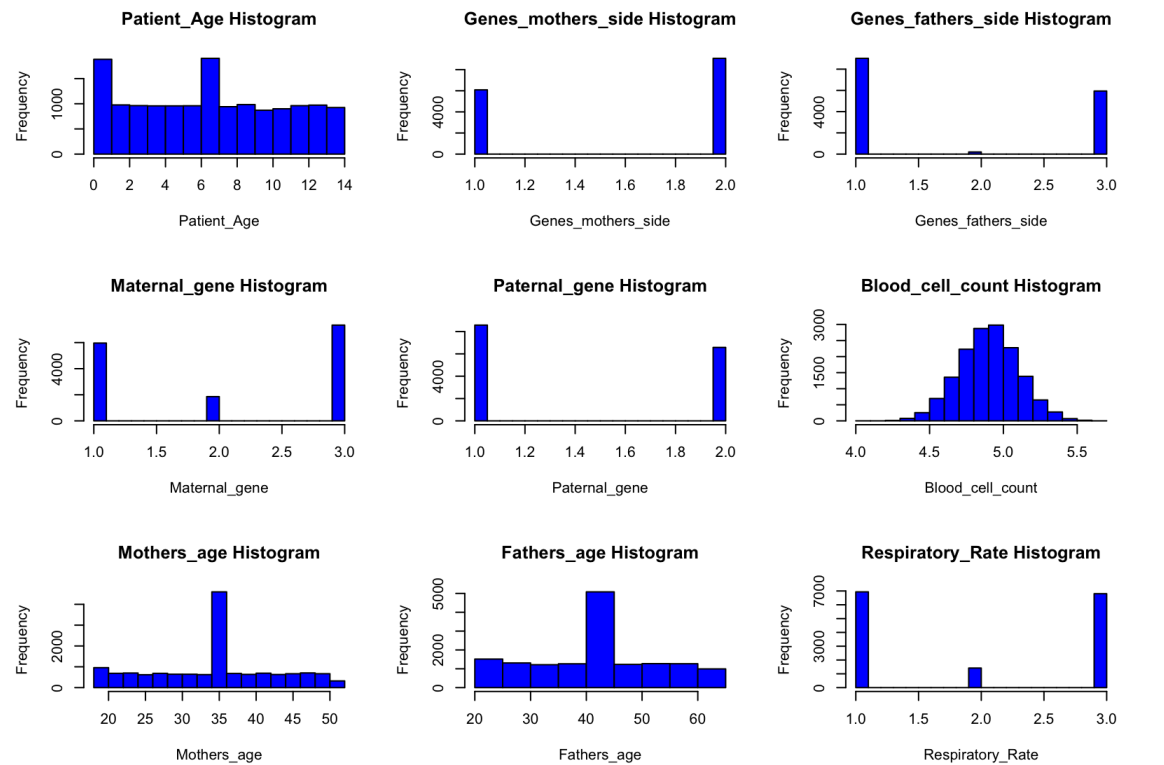 Patient_Age Histogram
Frequency
0 1000
0 2 4 6 8 10 12 14
Patient_Age
Genes_mothers_side Histogram
Frequency
0 4000
1.0 1.2 1.4 1.6 1.8 2.0
Genes_mothers_side
Genes_fathers_side Histogram
Frequency
0 4000
1.0 1.5 2.0 2.5 3.0
Genes_fathers_side
Maternal_gene Histogram
Frequency
0 4000
1.0 1.5 2.0 2.5 3.0
Maternal_gene
Paternal_gene Histogram
Frequency
0 4000
1.0 1.2 1.4 1.6 1.8 2.0
Paternal_gene
Blood_cell_count Histogram
Frequency
0 1500 3000
4.0 4.5 5.0 5.5
Blood_cell_count
Mothers_age Histogram
Frequency
0 2000
20 25 30 35 40 45 50
Mothers_age
Fathers_age Histogram
Frequency
0 2000 5000
20 30 40 50 60
Fathers_age
Respiratory_Rate Histogram
Frequency
0 3000 7000
1.0 1.5 2.0 2.5 3.0
Respiratory_Rate